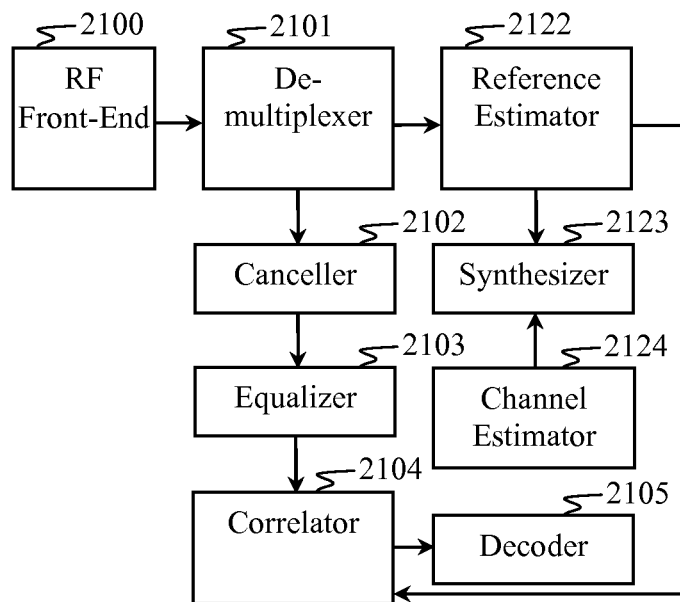 2100
2101
2122
RF
Front-End
De-
multiplexer
Reference
Estimator
2102
2123
Canceller
Synthesizer
2103
2124
Equalizer
Channel
Estimator
2104
2105
Correlator
Decoder